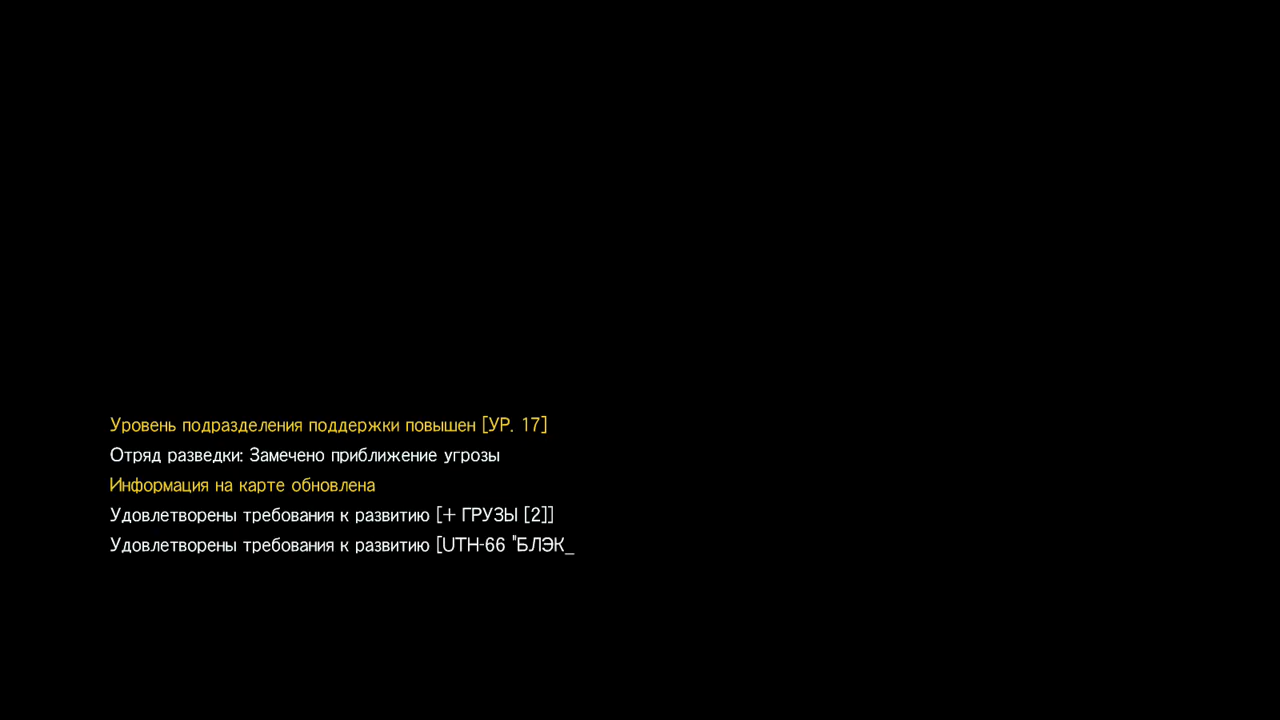 Уровень подразделения поддержки повышен [УР. 17]
Отряд разведки: Замечено приближение угрозы
Информация на карте обновлена
Удовлетворены требования к развитию [+ ГРУЗЫ [2]]
Удовлетворены требования к развитию [UTH-66 "БЛЭК_